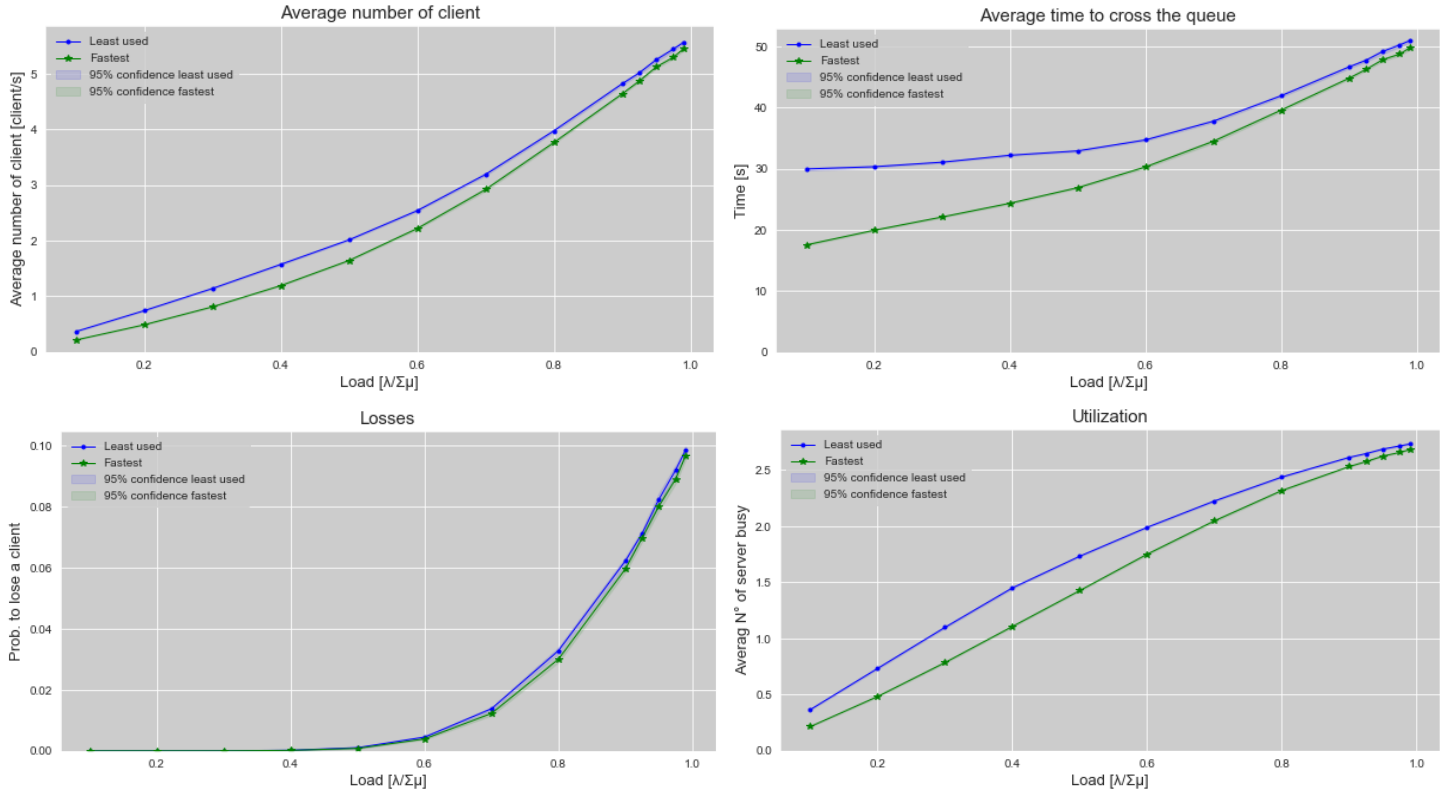 Average number of client
Least used
Fastest
95% confidence least used
95% confidence fastest
Average number of client [client/s]
5
4
3
2
1
0
0.2
0.4
0.6
0.8
1.0
Load [λ/Σμ]
Average time to cross the queue
Least used
Fastest
95% confidence least used
95% confidence fastest
Time [s]
50
40
30
20
10
0
0.2
0.4
0.6
0.8
1.0
Load [λ/Σμ]
Losses
Least used
Fastest
95% confidence least used
95% confidence fastest
Prob. to lose a client
0.10
0.08
0.06
0.04
0.02
0.00
0.2
0.4
0.6
0.8
1.0
Load [λ/Σμ]
Utilization
Least used
Fastest
95% confidence least used
95% confidence fastest
Averag N° of server busy
2.5
2.0
1.5
1.0
0.5
0.0
0.2
0.4
0.6
0.8
1.0
Load [λ/Σμ]